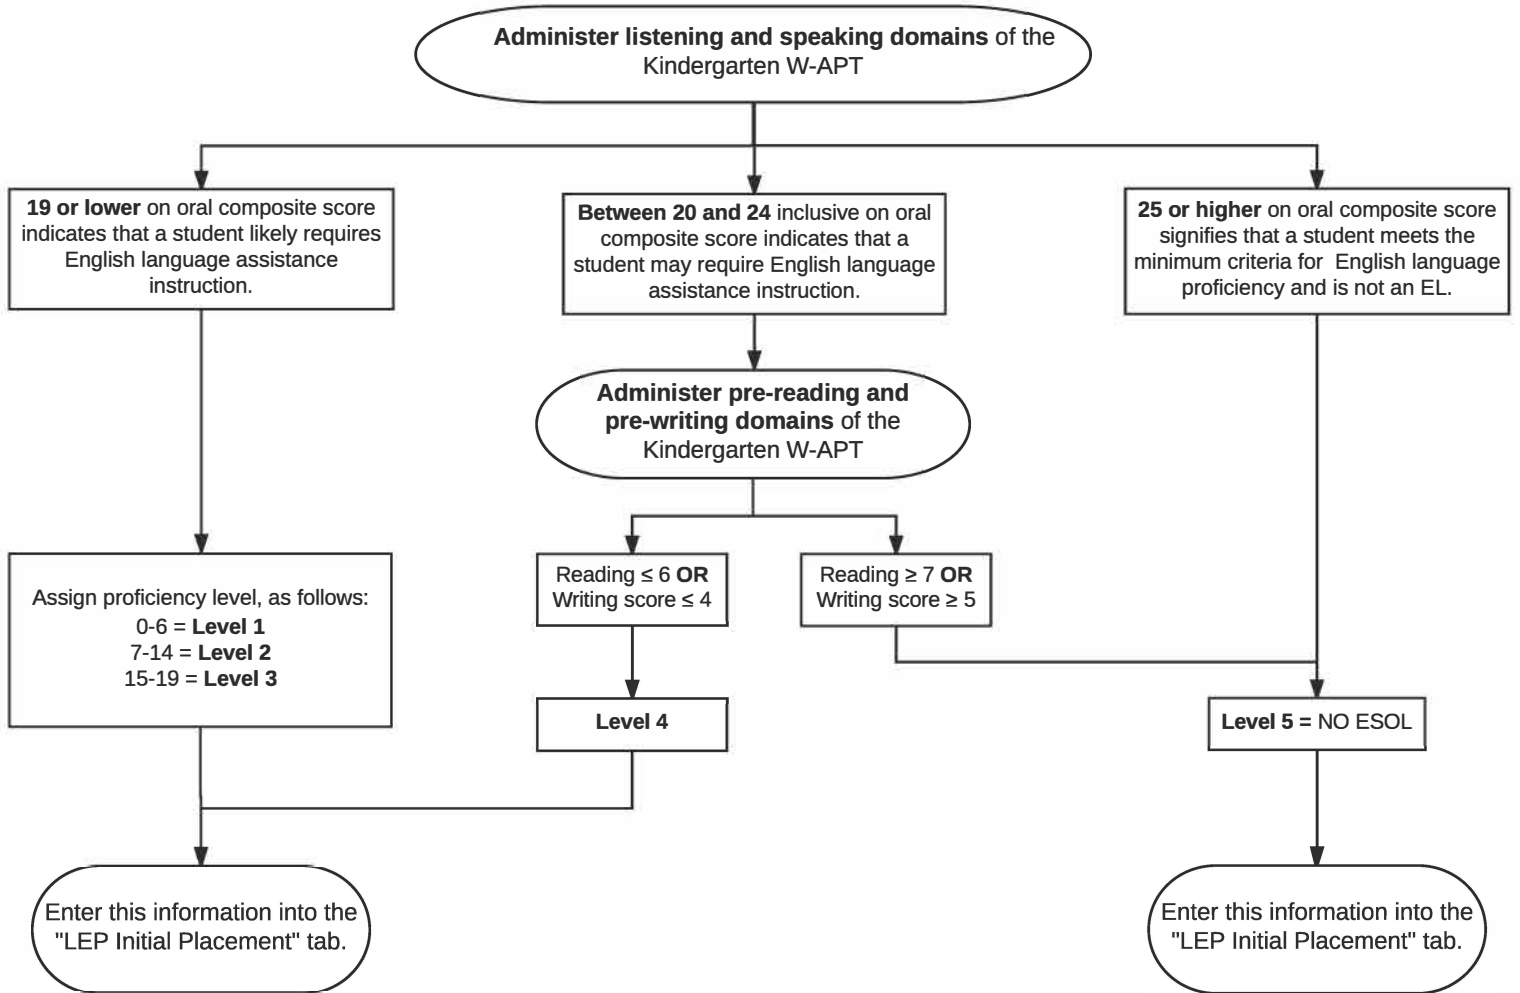 Administer listening and speaking domains of the
Kindergarten W-APT
19 or lower on oral composite score
indicates that a student likely requires
English language assistance
instruction.
Between 20 and 24 inclusive on oral
composite score indicates that a
student may require English language
assistance instruction.
25 or higher on oral composite score
signifies that a student meets the
minimum criteria for English language
proficiency and is not an EL.
Administer pre-reading and
pre-writing domains of the
Kindergarten W-APT
Assign proficiency level, as follows:
0-6 = Level 1
7-14 = Level 2
15-19 = Level 3
Reading ≤ 6 OR
Writing score ≤ 4
Reading ≥ 7 OR
Writing score ≥ 5
Level 4
Level 5 = NO ESOL
Enter this information into the
"LEP Initial Placement" tab.
Enter this information into the
"LEP Initial Placement" tab.